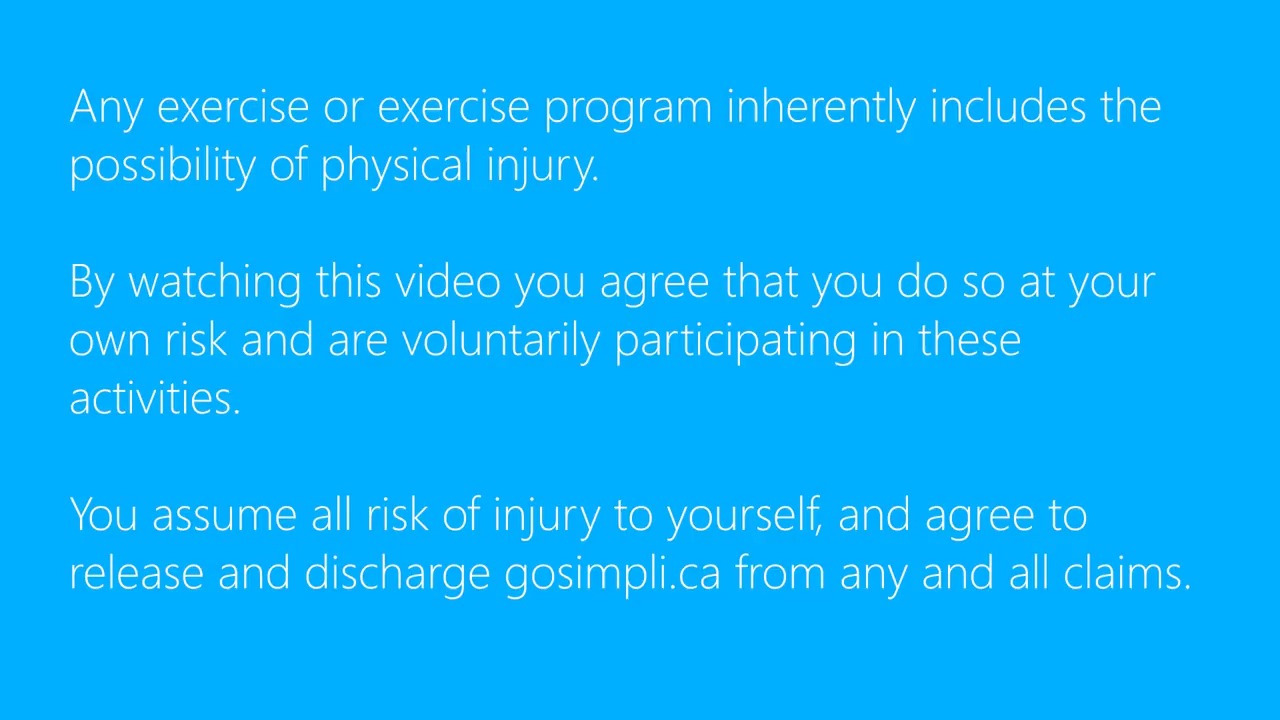 Any exercise or exercise program inherently includes the
possibility of physical injury.
By watching this video you agree that you do so at your
own risk and are voluntarily participating in these
activities.
You assume all risk of injury to yourself, and agree to
release and discharge gosimpli.ca from any and all claims.